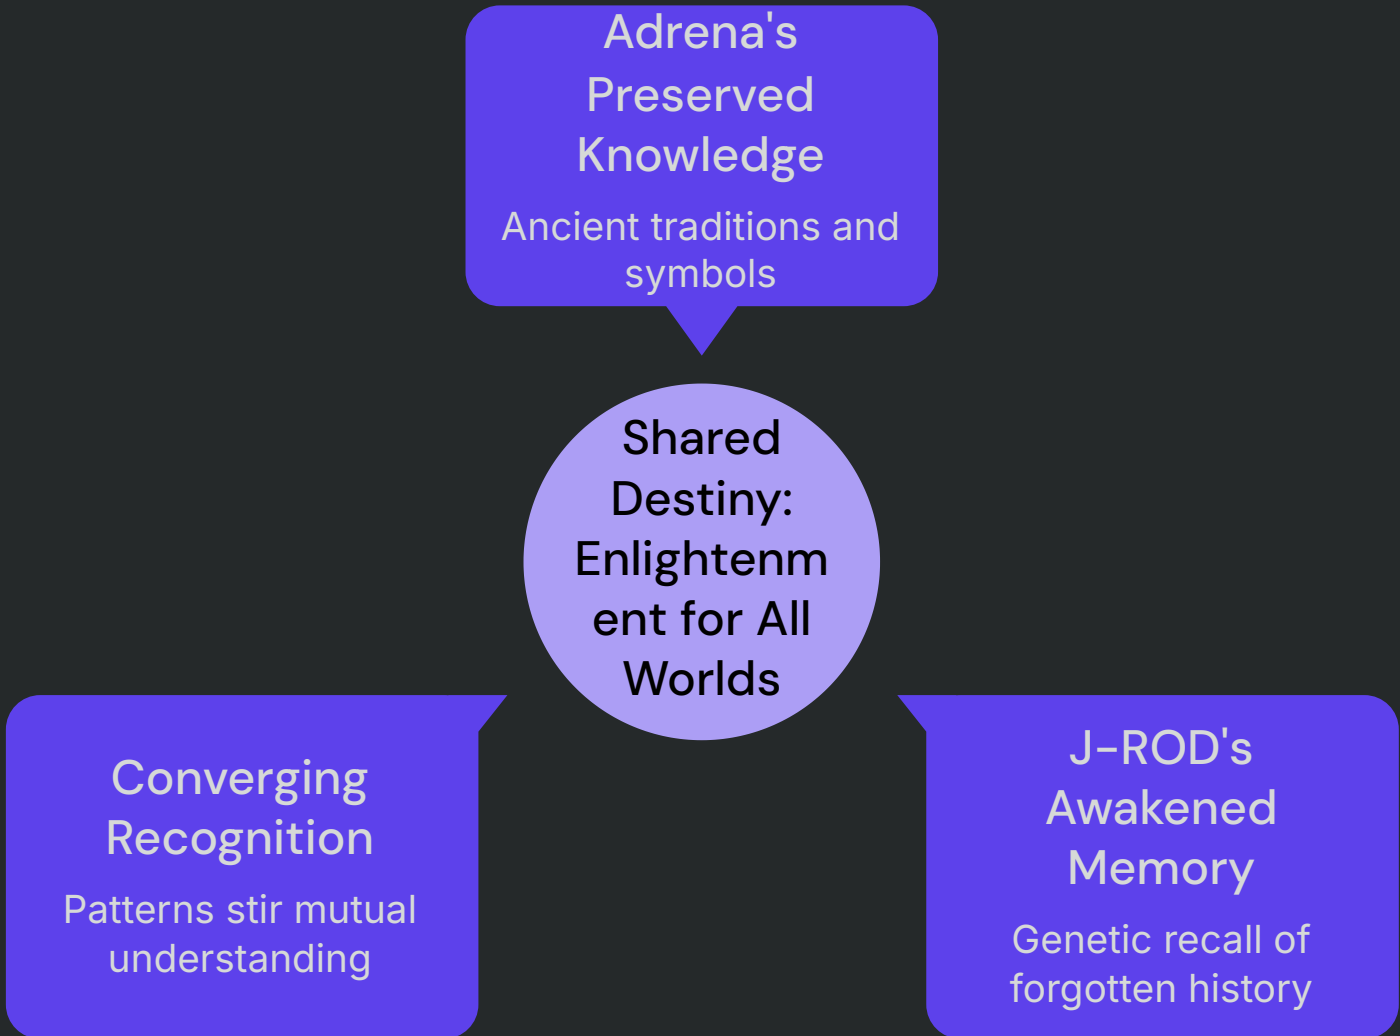 Adrena's
Preserved
Knowledge
Ancient traditions and
symbols
Shared
Destiny:
Enlightenm
ent for All
Worlds
Converging
Recognition
Patterns stir mutual
understanding
J-ROD's
Awakened
Memory
Genetic recall of
forgotten history